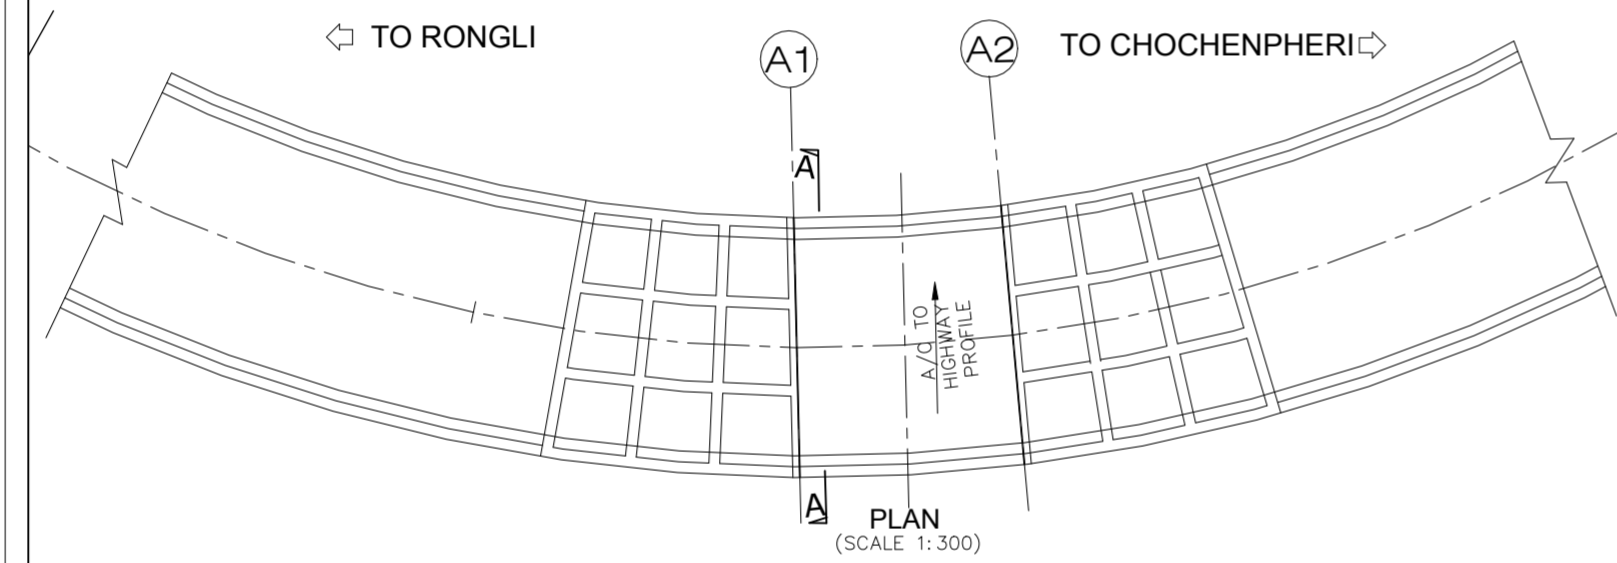 TO RONGLI
A1
A2
TO CHOCHENPHERI
A
A/C TO
HIGHWAY
PROFILE
A
PLAN
(SCALE 1:300)